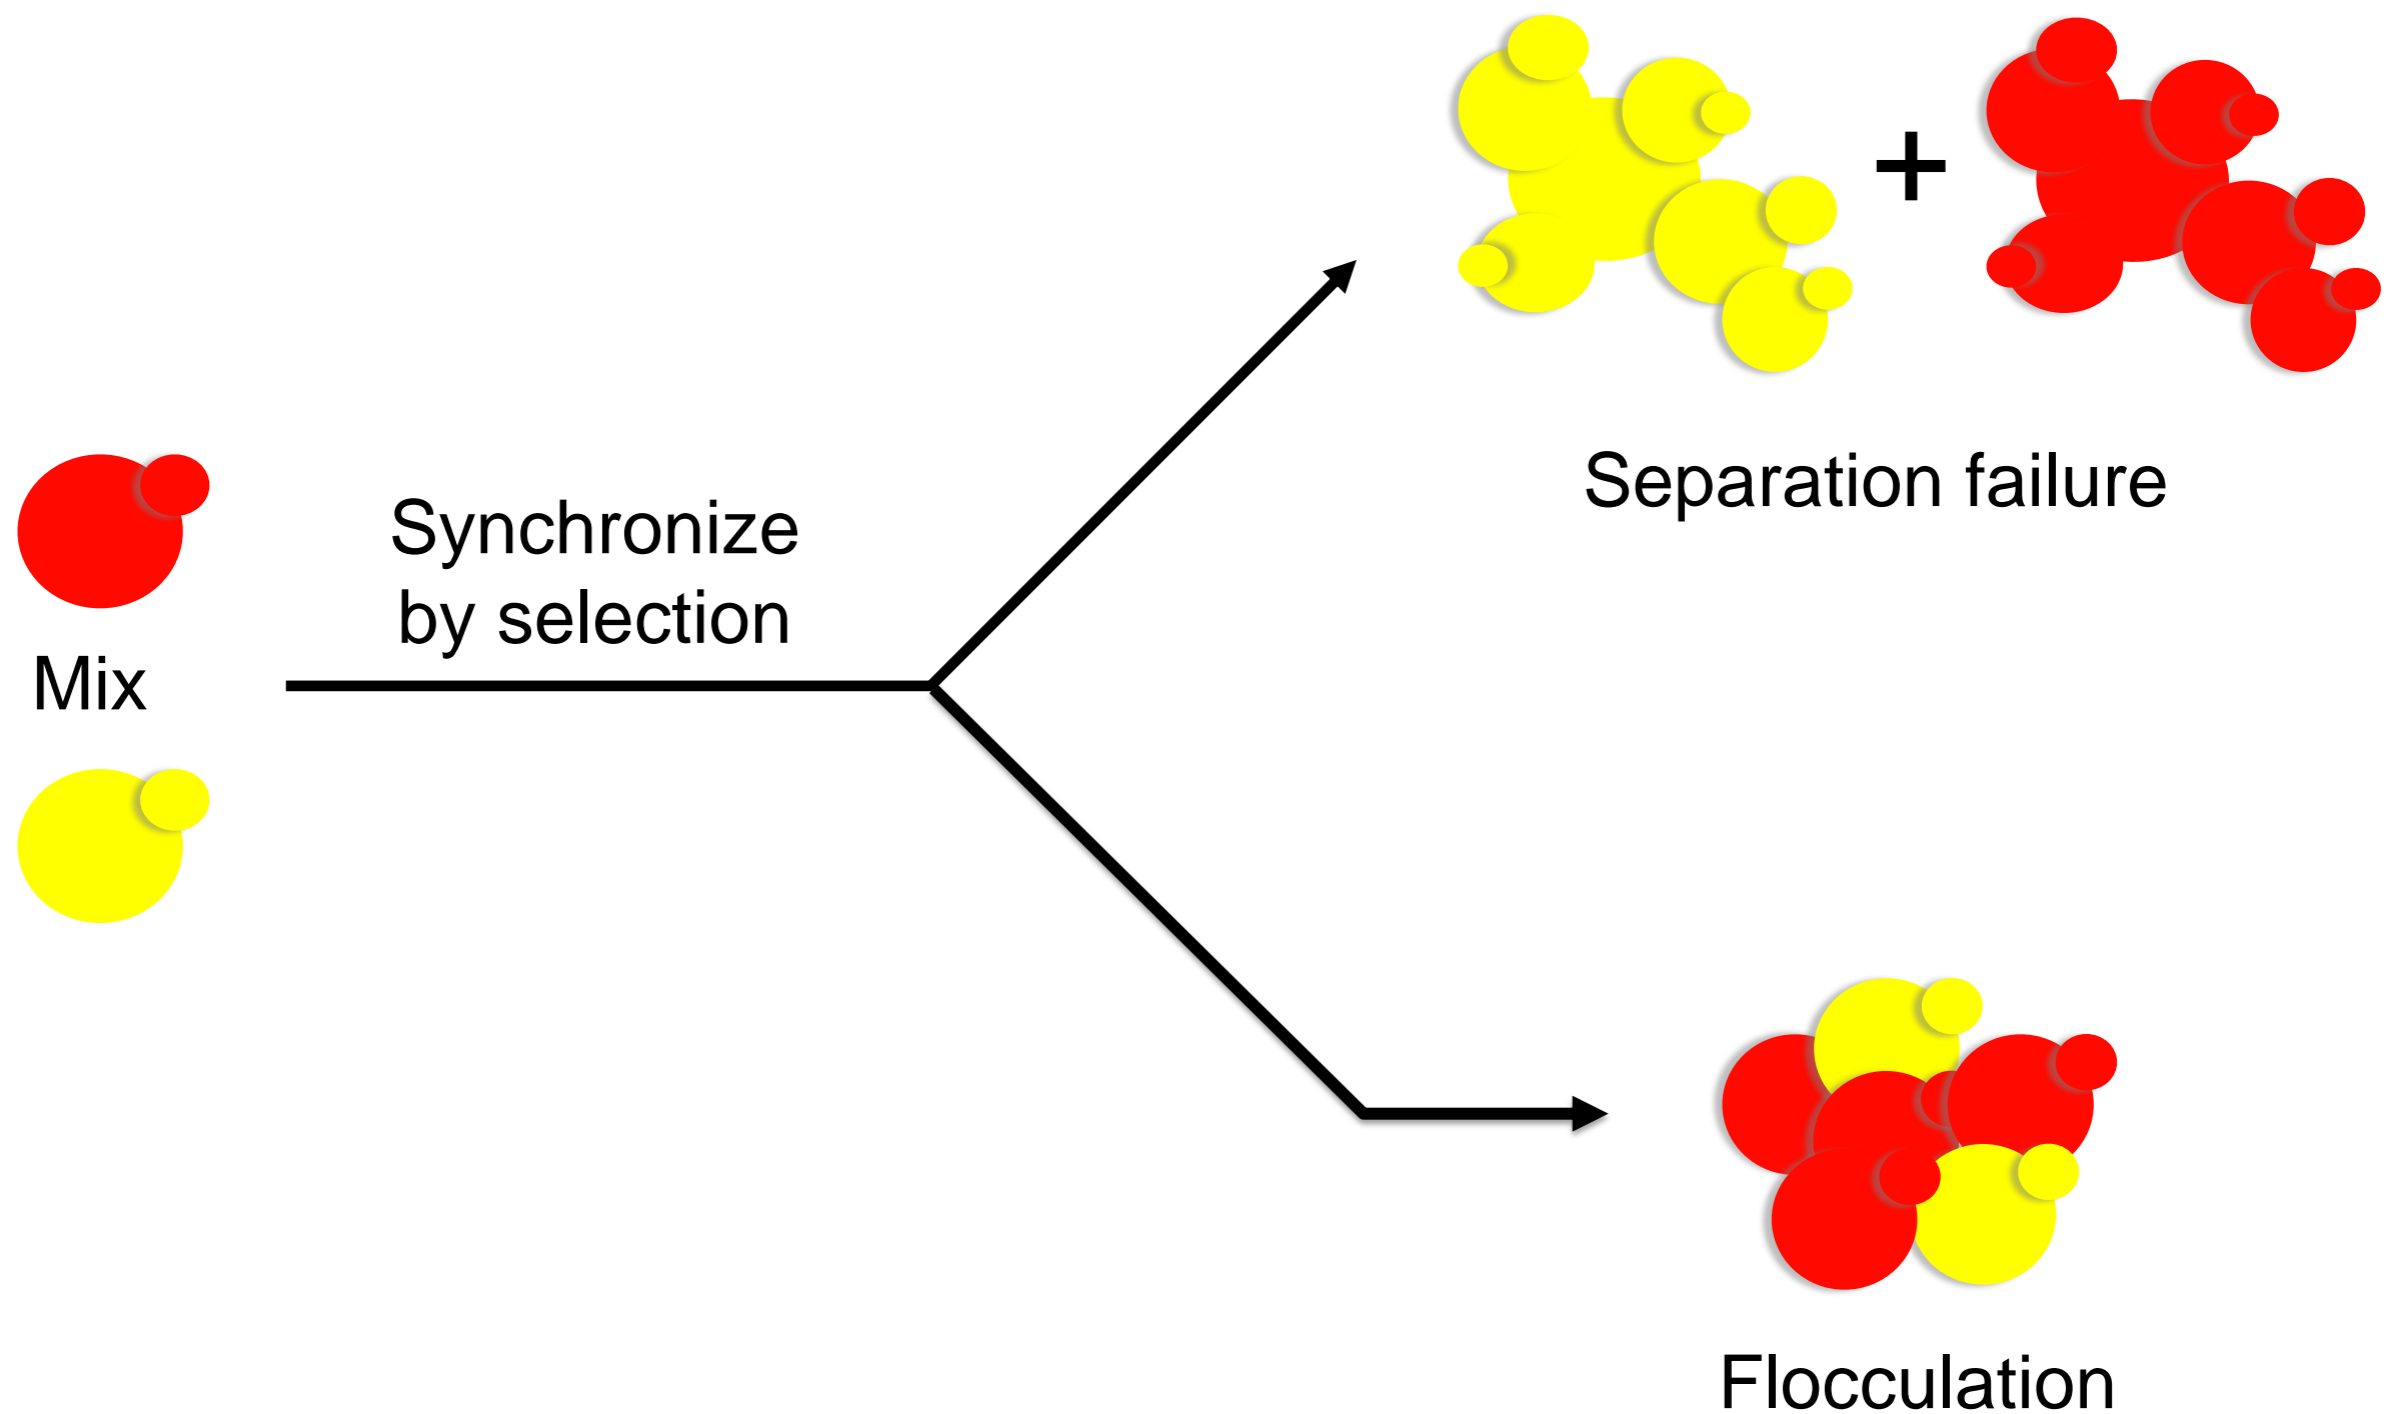 Mix
Synchronize
by selection
+
Separation failure
Flocculation